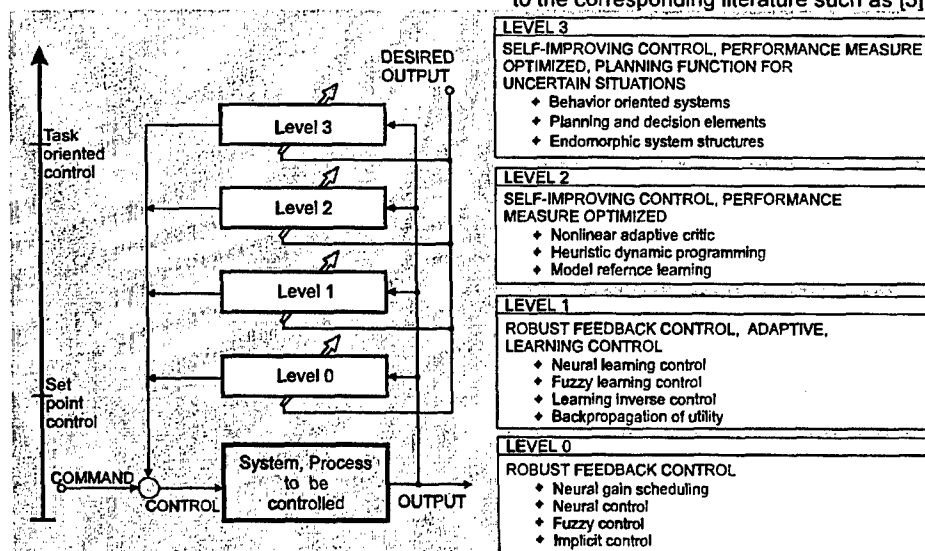 to the corresponding literature such as [5]
DESIRED
OUTPUT
Level 3
Task
oriented
control
Level 2
Level 1
Level 0
Set
point
control
System, Process
to be
controlled
COMMAND
CONTROL
OUTPUT
LEVEL 3
SELF-IMPROVING CONTROL, PERFORMANCE MEASURE
OPTIMIZED, PLANNING FUNCTION FOR
UNCERTAIN SITUATIONS
Behavior oriented systems
Planning and decision elements
Endomorphic system structures
LEVEL 2
SELF-IMPROVING CONTROL, PERFORMANCE
MEASURE OPTIMIZED
Nonlinear adaptive critic
Heuristic dynamic programming
Model refernce learning
LEVEL 1
ROBUST FEEDBACK CONTROL, ADAPTIVE,
LEARNING CONTROL
Neural learning control
Fuzzy learning control
Learning inverse control
Backpropagation of utility
LEVEL 0
ROBUST FEEDBACK CONTROL
Neural gain scheduling
Neural control
Fuzzy control
Implicit control